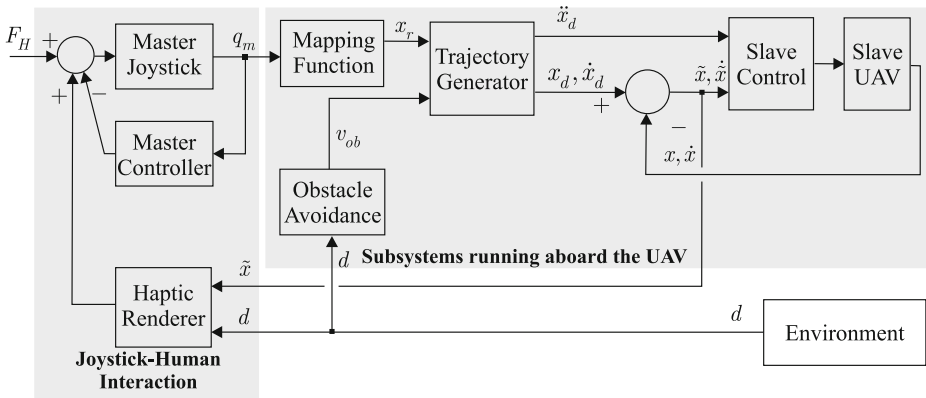 F_H
+
Master Joystick
q_m
Mapping Function
x_r
Trajectory Generator
ẍ_d
x_d, ẋ_d
+
x̃, x̃̇
Slave Control
Slave UAV
+
−
Master Controller
v_ob
−
x, ẋ
Obstacle Avoidance
d
Subsystems running aboard the UAV
x̃
Haptic Renderer
d
d
Environment
Joystick-Human Interaction